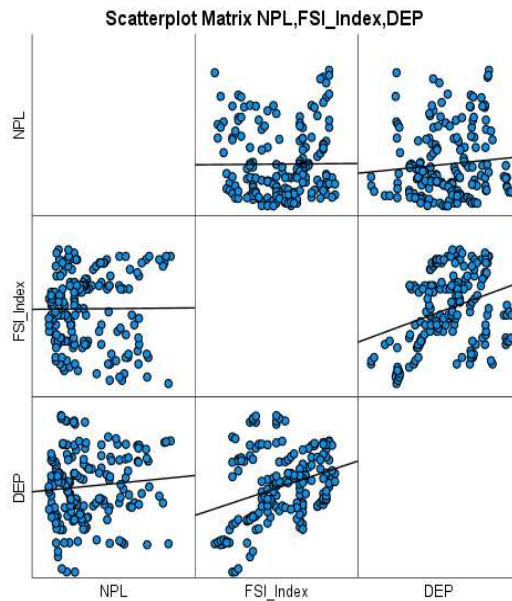 Scatterplot Matrix NPL,FSI_Index,DEP
NPL
FSI_Index
DEP
NPL
FSI_Index
DEP